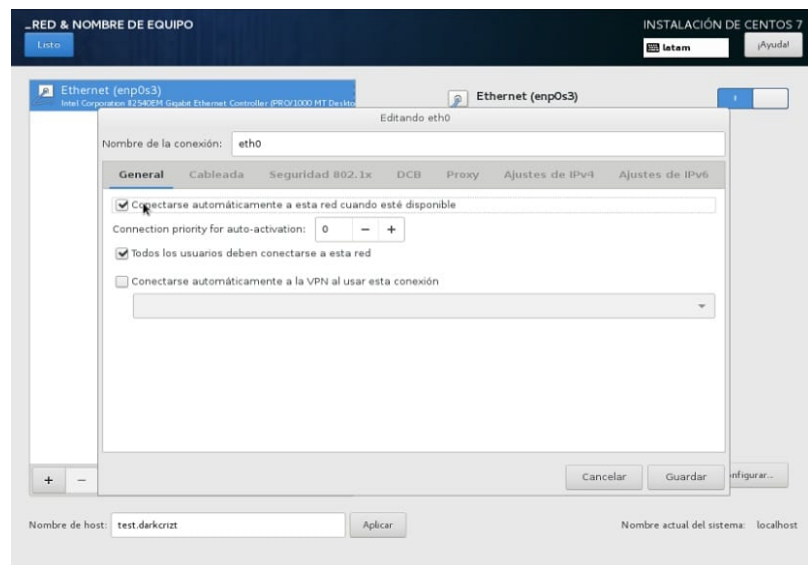 _RED & NOMBRE DE EQUIPO
INSTALACIÓN DE CENTOS 7
Listo
latam
¡Ayuda!
Ethernet (enp0s3)
Intel Corporation 82540EM Gigabit Ethernet Controller (PRO/1000 MT Deskto
Ethernet (enp0s3)
Editando eth0
Nombre de la conexión: eth0
General Cableada Seguridad 802.1x DCB Proxy Ajustes de IPv4 Ajustes de IPv6
Conectarse automáticamente a esta red cuando esté disponible
Connection priority for auto-activation: 0 − +
Todos los usuarios deben conectarse a esta red
Conectarse automáticamente a la VPN al usar esta conexión
Cancelar Guardar
+ − nfigurar...
Nombre de host: test.darkcrizt Aplicar Nombre actual del sistema: localhost